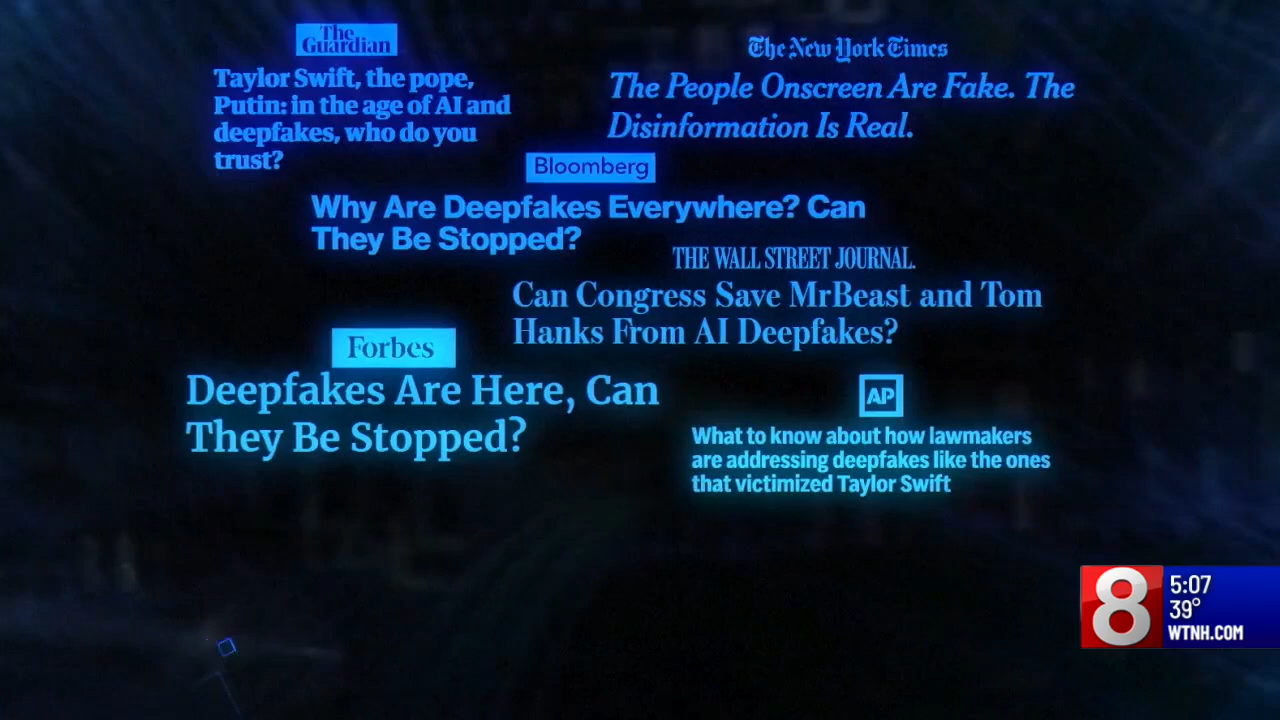 The
Guardian
Taylor Swift, the pope,
Putin: in the age of AI and
deepfakes, who do you
trust?
The New York Times
The People Onscreen Are Fake. The
Disinformation Is Real.
Bloomberg
Why Are Deepfakes Everywhere? Can
They Be Stopped?
THE WALL STREET JOURNAL.
Can Congress Save MrBeast and Tom
Hanks From AI Deepfakes?
Forbes
Deepfakes Are Here, Can
They Be Stopped?
AP
What to know about how lawmakers
are addressing deepfakes like the ones
that victimized Taylor Swift
8
5:07
39°
WTNH.COM